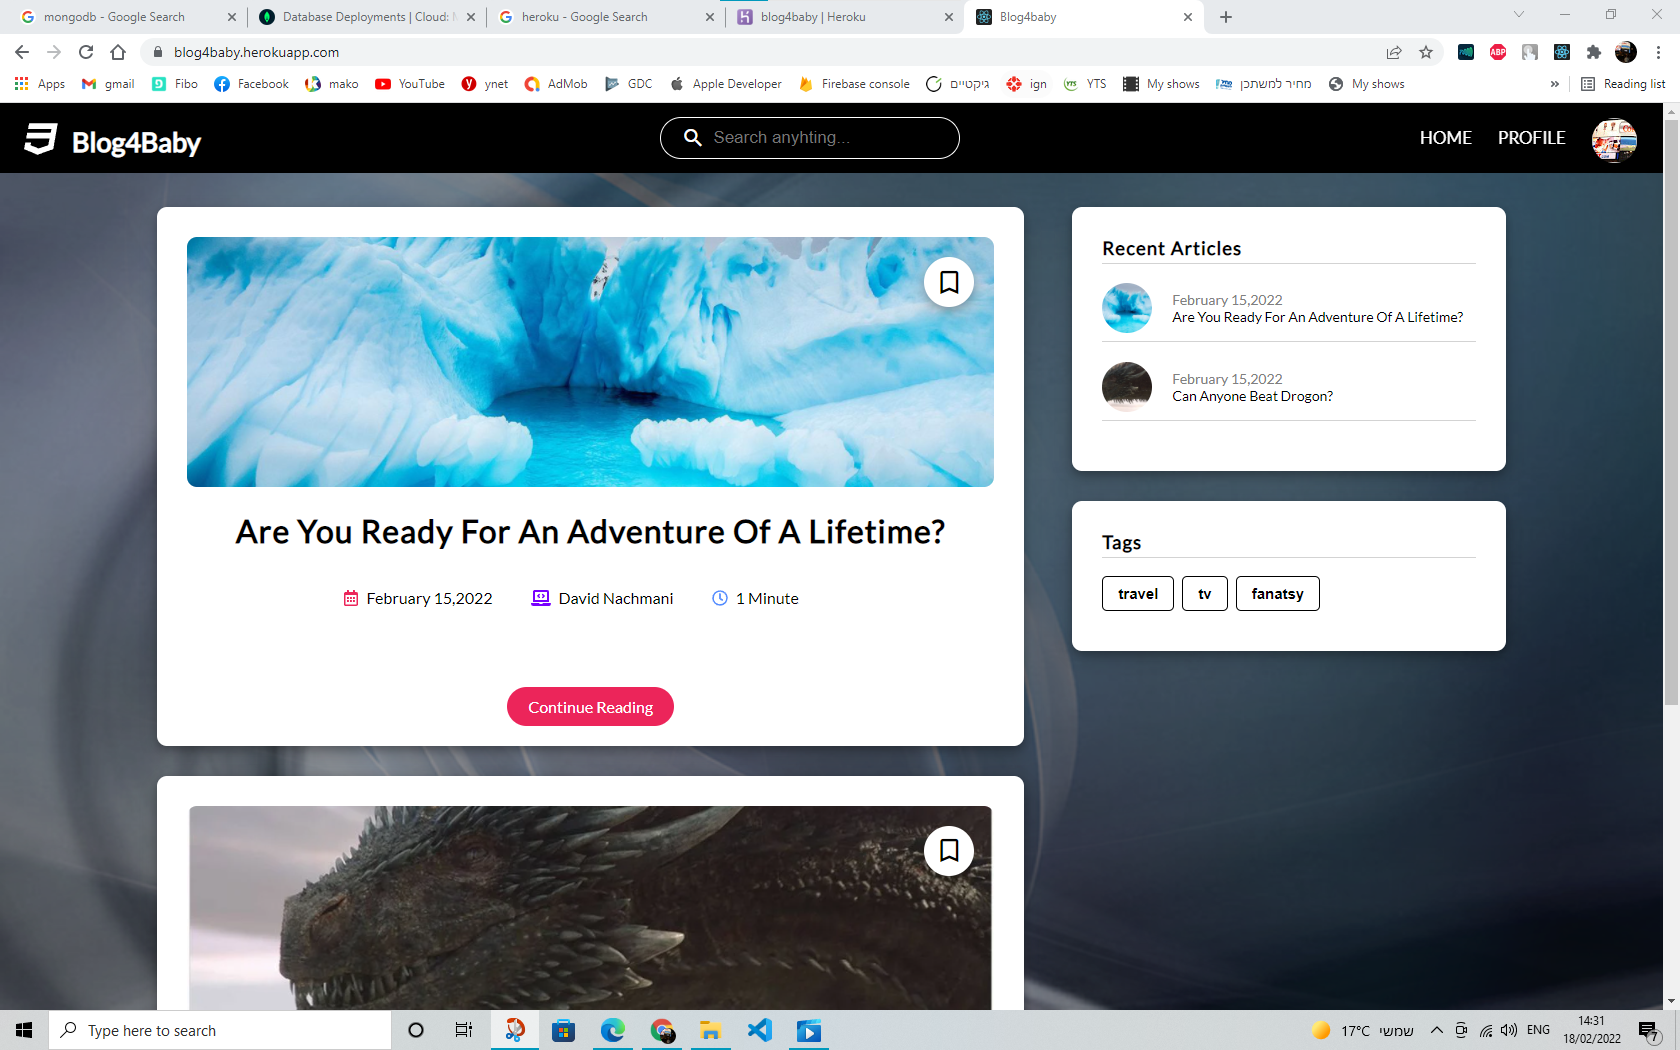 mongodb - Google Search
Database Deployments | Cloud:
heroku - Google Search
blog4baby | Heroku
Blog4baby
blog4baby.herokuapp.com
Apps
gmail
Fibo
Facebook
mako
YouTube
ynet
AdMob
GDC
Apple Developer
Firebase console
גיקטיים
ign
YTS
My shows
מחיר למשתכן
My shows
»
Reading list
Blog4Baby
Search anyhting...
HOME
PROFILE
Are You Ready For An Adventure Of A Lifetime?
February 15,2022
David Nachmani
1 Minute
Continue Reading
Recent Articles
February 15,2022
Are You Ready For An Adventure Of A Lifetime?
February 15,2022
Can Anyone Beat Drogon?
Tags
travel
tv
fanatsy
Type here to search
17°C שמשי
ENG
14:31
18/02/2022
7